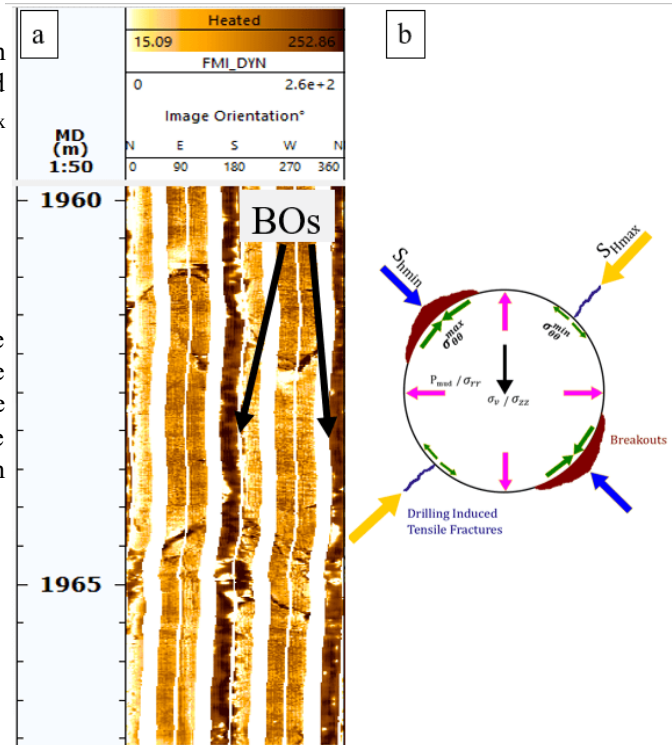 a
Heated
15.09 252.86
FMI_DYN
0 2.6e+2
Image Orientation°
MD
(m)
1:50
N E S W N
0 90 180 270 360
1960
BOs
1965
b
Shmin
SHmax
σθθmax
σθθmin
Pmud / σrr
σv / σzz
Breakouts
Drilling Induced
Tensile Fractures